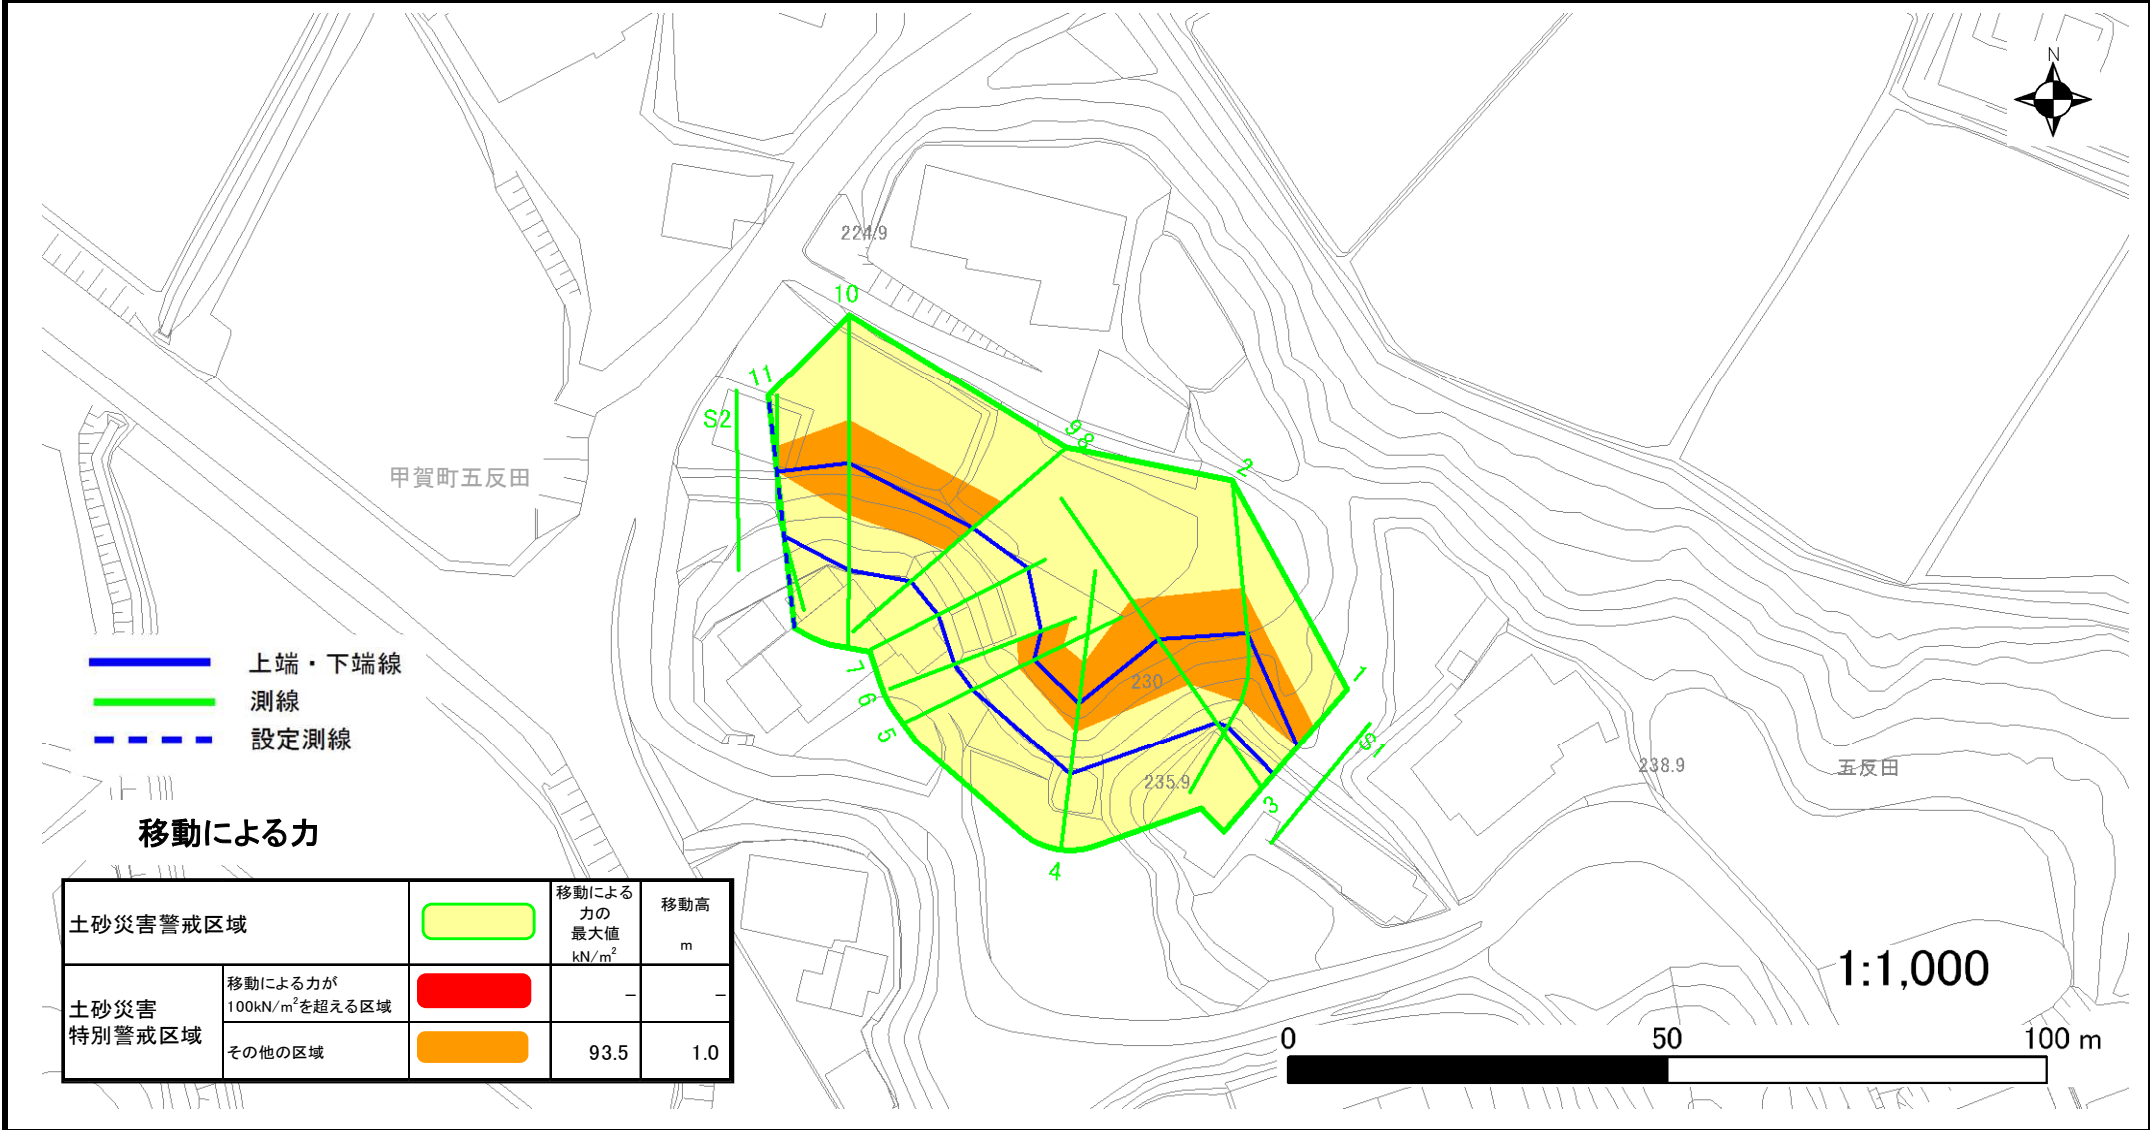 N
224.9
10
11
S2
9
8
2
甲賀町五反田
上端・下端線
測線
設定測線
7
6
5
230
1
S1
235.9
3
4
238.9
五反田
移動による力
土砂災害警戒区域
移動による
力の
最大値
kN/m²
移動高
m
土砂災害
特別警戒区域
移動による力が
100kN/m²を超える区域
－
－
その他の区域
93.5
1.0
1:1,000
0
50
100 m